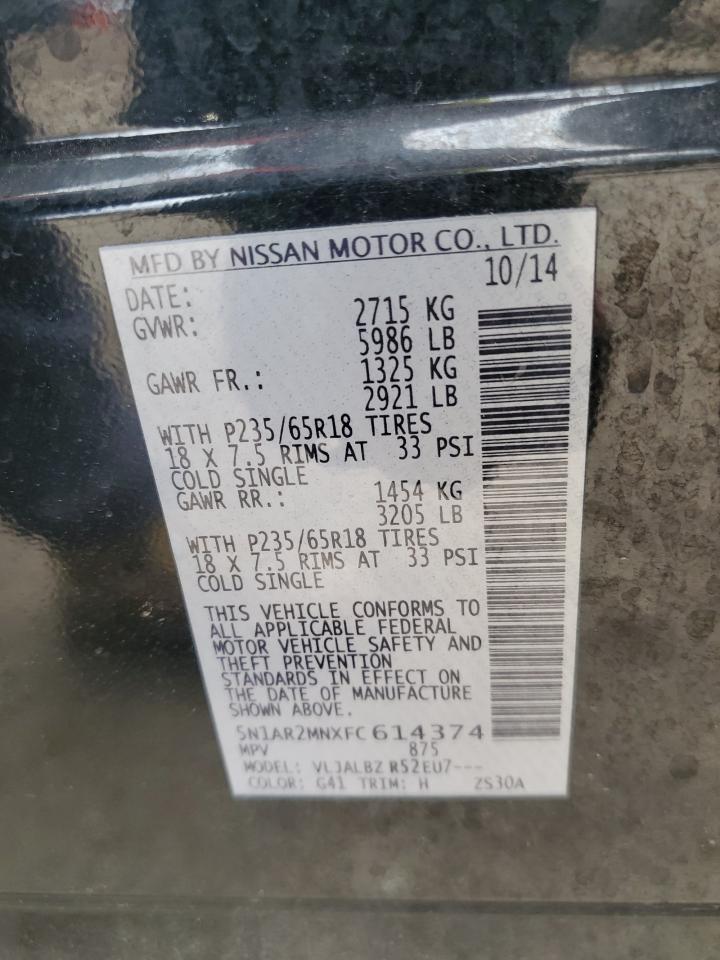 MFD BY NISSAN MOTOR CO., LTD.
DATE: 10/14
GVWR: 2715 KG
5986 LB
GAWR FR.: 1325 KG
2921 LB
WITH P235/65R18 TIRES
18 X 7.5 RIMS AT 33 PSI
COLD SINGLE
GAWR RR.: 1454 KG
3205 LB
WITH P235/65R18 TIRES
18 X 7.5 RIMS AT 33 PSI
COLD SINGLE
THIS VEHICLE CONFORMS TO
ALL APPLICABLE FEDERAL
MOTOR VEHICLE SAFETY AND
THEFT PREVENTION
STANDARDS IN EFFECT ON
THE DATE OF MANUFACTURE
SHOWN ABOVE.
5N1AR2MNXFC614374
MPV 875
MODEL: VLJALBZ R52EU7---
COLOR: G41 TRIM: H ZS30A